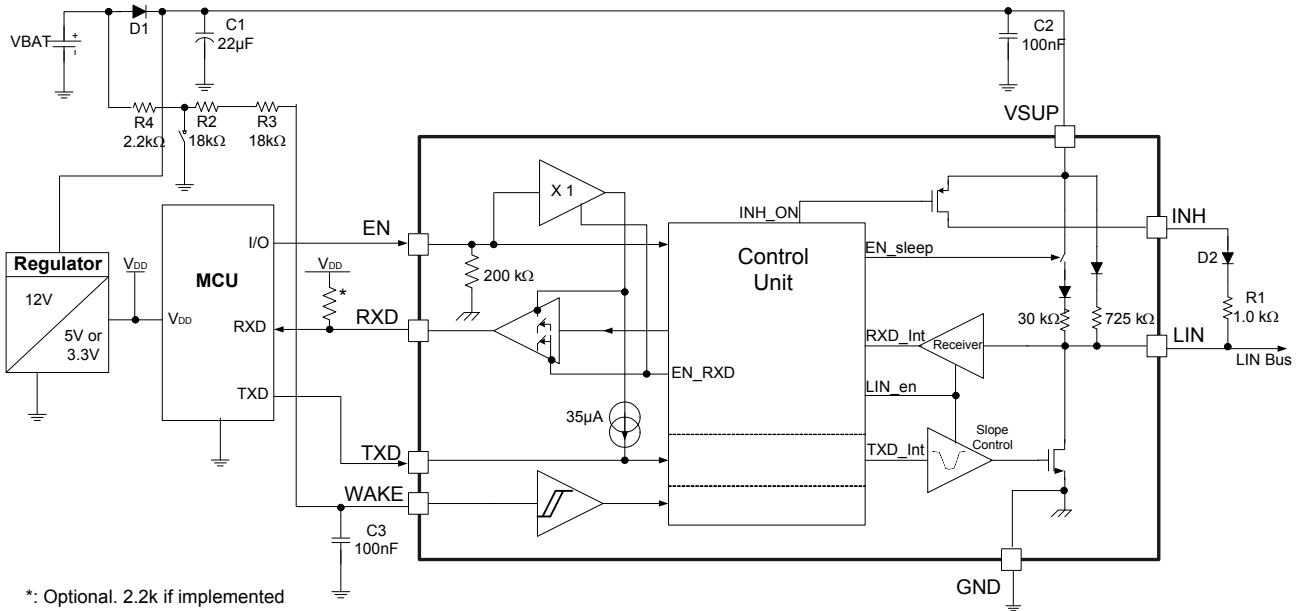 VBAT
+
-
D1
C1
22µF
C2
100nF
R4
2.2kΩ
R2
18kΩ
R3
18kΩ
VSUP
Regulator
12V
5V or
3.3V
VDD
VDD
MCU
I/O
RXD
TXD
VDD
*
EN
RXD
TXD
WAKE
C3
100nF
X 1
200 kΩ
35µA
INH_ON
Control
Unit
EN_sleep
EN_RXD
RXD_Int
LIN_en
TXD_Int
Receiver
Slope
Control
30 kΩ
725 kΩ
INH
D2
R1
1.0 kΩ
LIN
LIN Bus
GND
*: Optional. 2.2k if implemented